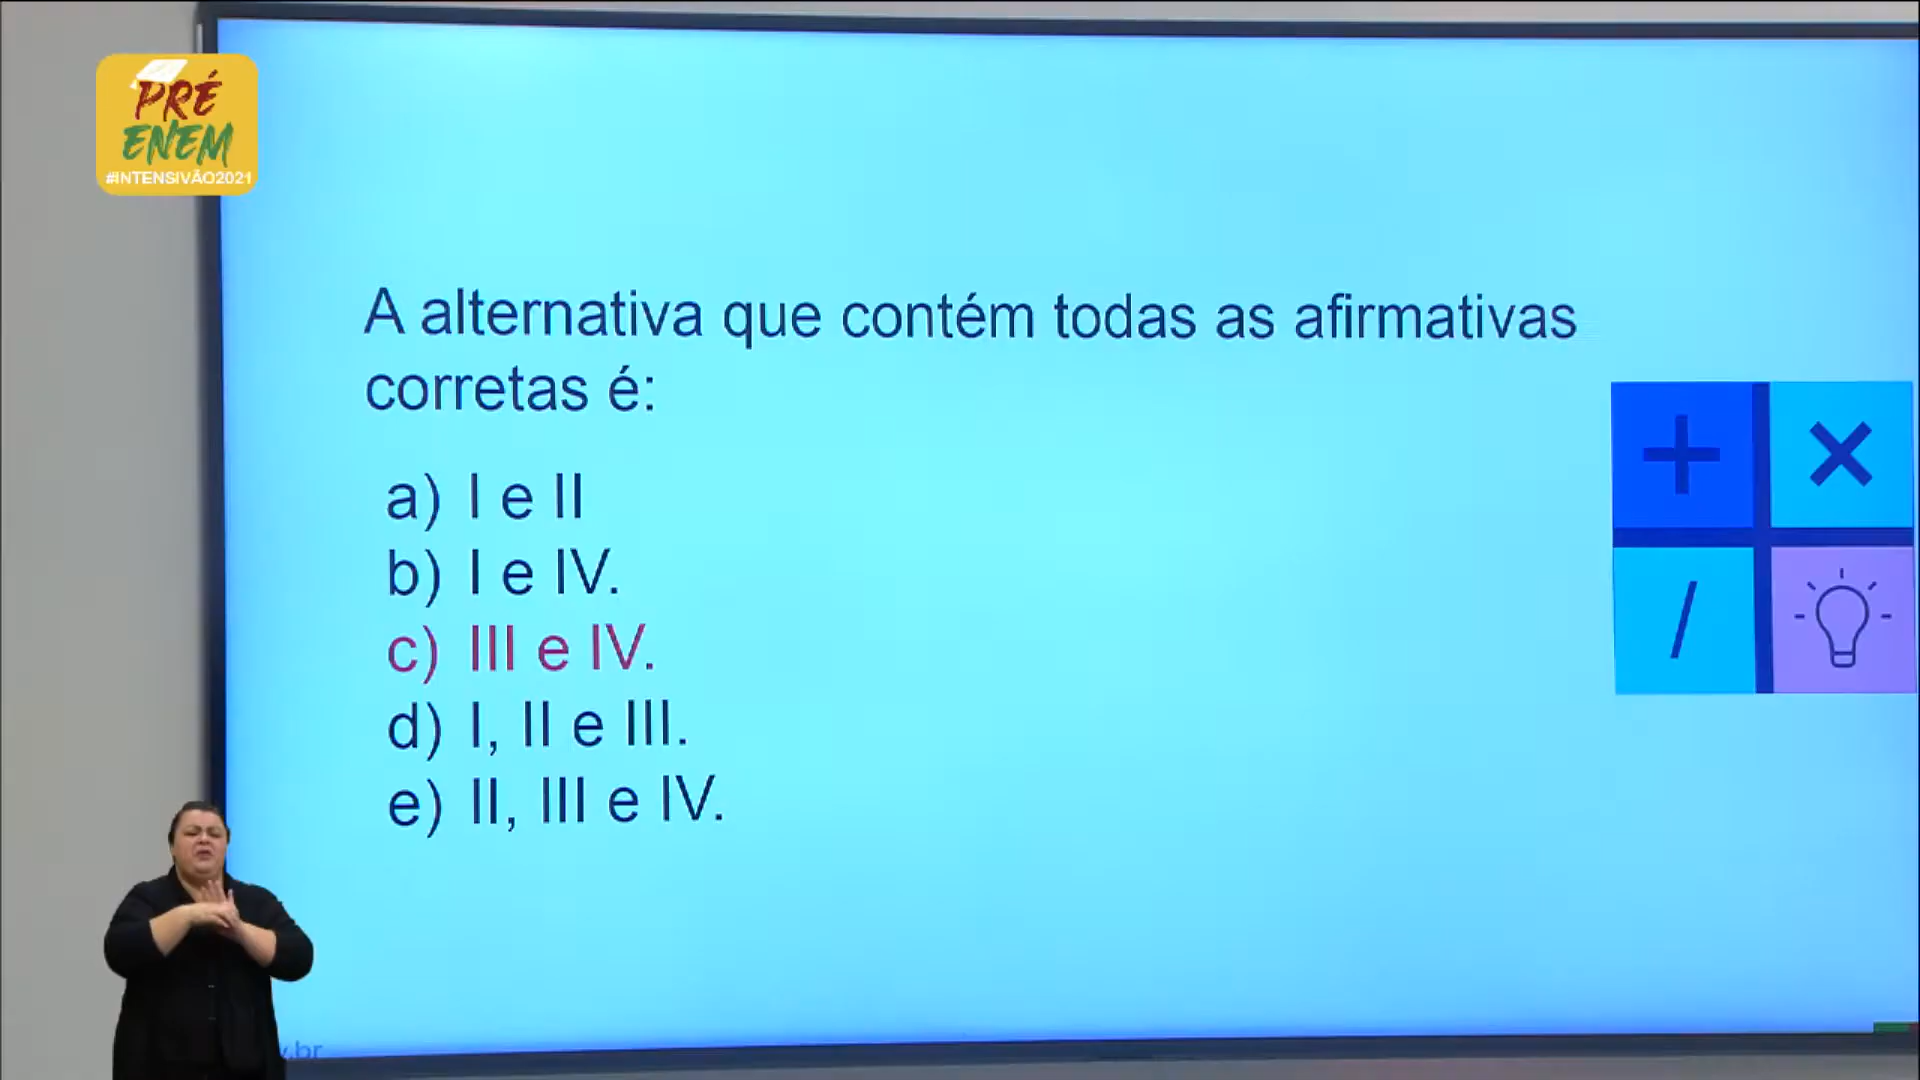 PRÉ
ENEM
#INTENSIVÃO2021
A alternativa que contém todas as afirmativas
corretas é:
a) I e II
b) I e IV.
c) III e IV.
d) I, II e III.
e) II, III e IV.
.br